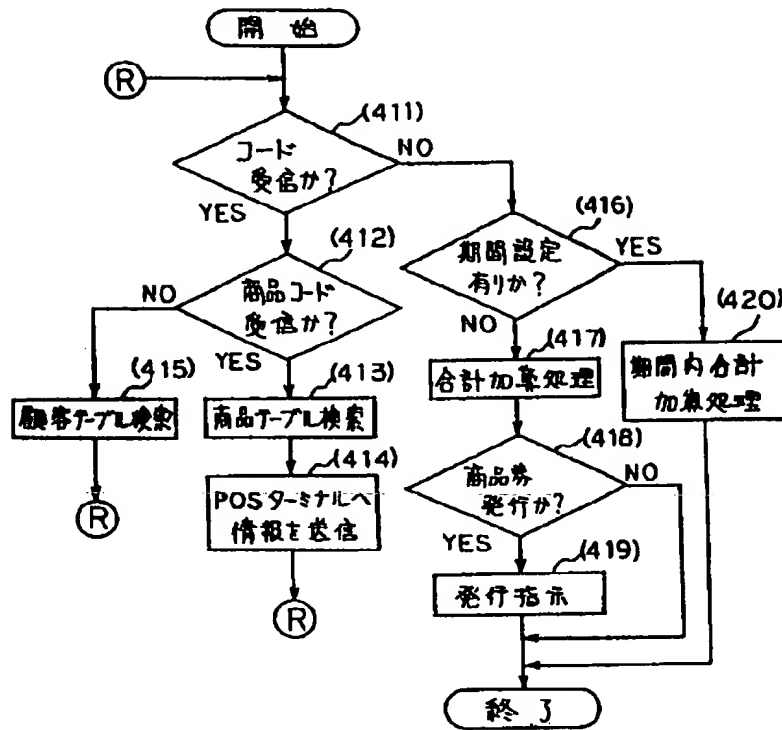 開始
R
(411)
コード
受信か?
NO
YES
(412)
(416)
商品コード
受信か?
NO
YES
期間設定
有りか?
YES
NO
(415)
(413)
(417)
(420)
顧客テーブル検索
商品テーブル検索
合計加算処理
期間内合計
加算処理
(414)
POSターミナルへ
情報を送信
(418)
商品券
発行か?
NO
YES
R
R
(419)
発行指示
終了